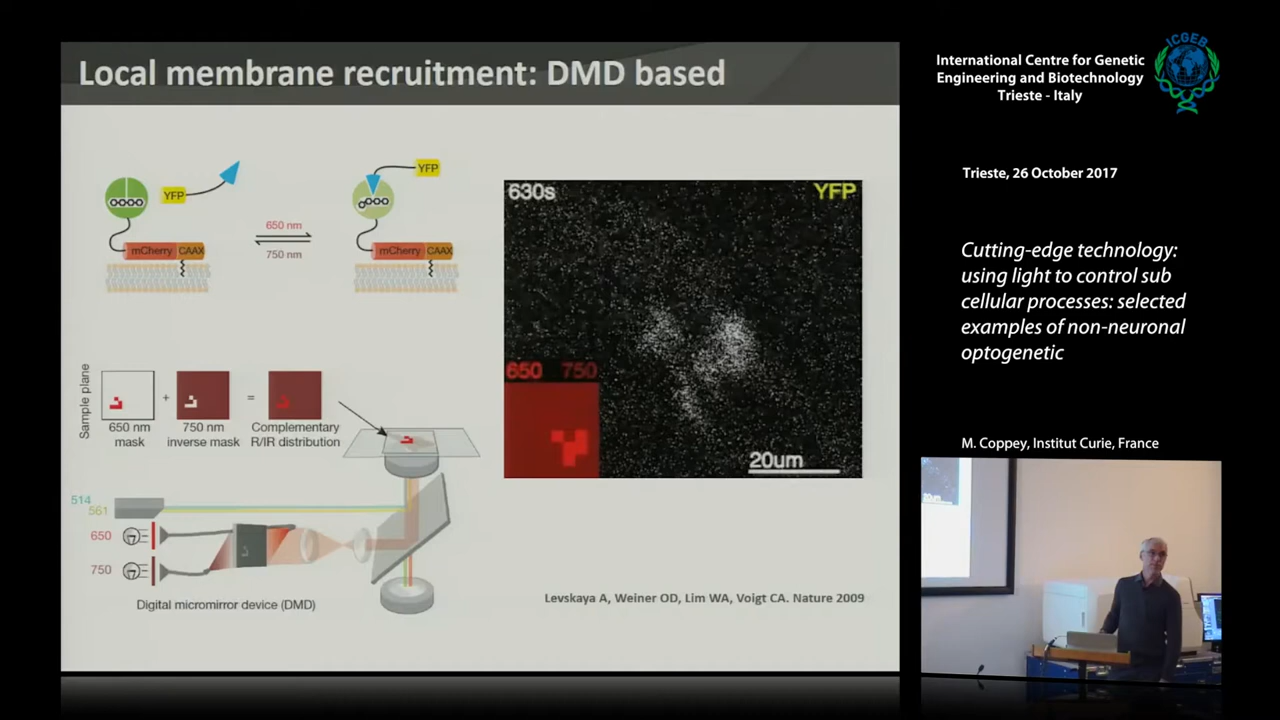 Local membrane recruitment: DMD based
YFP
YFP
650 nm
750 nm
mCherry CAAX
mCherry CAAX
630s
YFP
650 750
20um
Sample plane
+
=
650 nm
mask
750 nm
inverse mask
Complementary
R/IR distribution
514
561
650
750
Digital micromirror device (DMD)
Levskaya A, Weiner OD, Lim WA, Voigt CA. Nature 2009
International Centre for Genetic
Engineering and Biotechnology
Trieste - Italy
ICGEB
Trieste, 26 October 2017
Cutting-edge technology:
using light to control sub
cellular processes: selected
examples of non-neuronal
optogenetic
M. Coppey, Institut Curie, France
20um